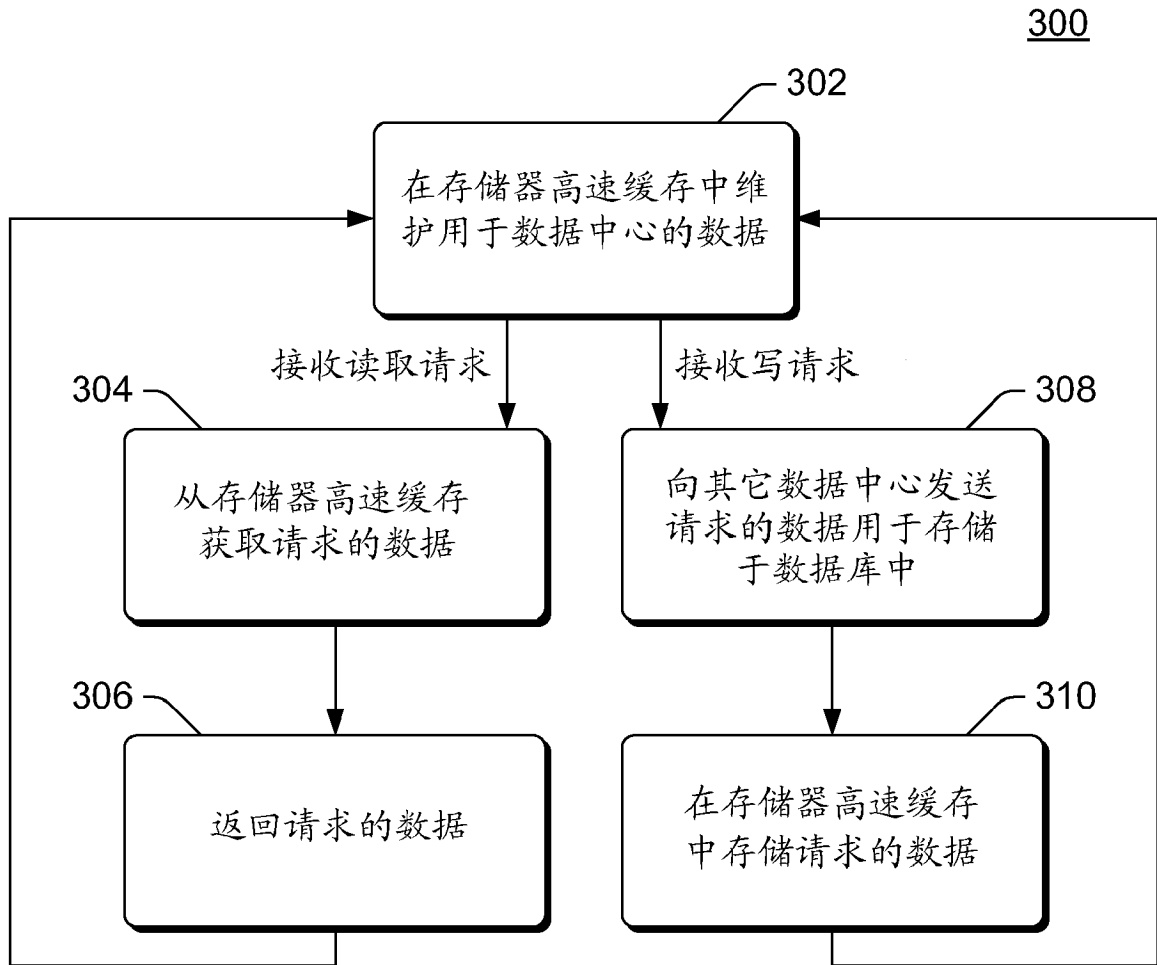 300
302
在存储器高速缓存中维
护用于数据中心的数据
接收读取请求
接收写请求
304
308
从存储器高速缓存
获取请求的数据
向其它数据中心发送
请求的数据用于存储
于数据库中
306
310
返回请求的数据
在存储器高速缓存
中存储请求的数据